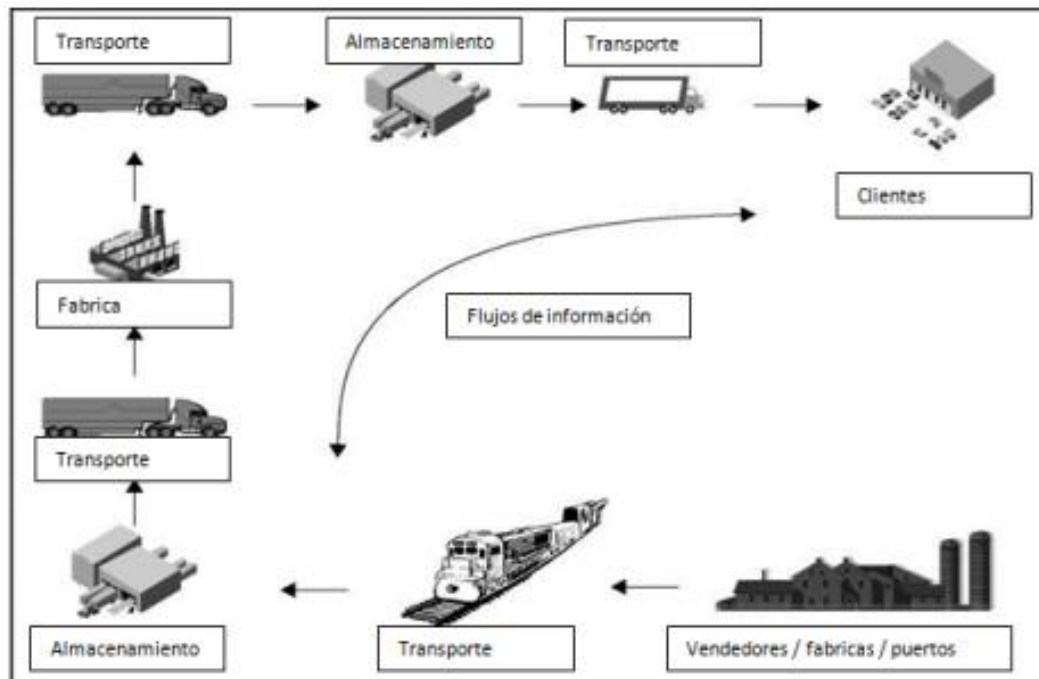 Transporte
Almacenamiento
Transporte
Clientes
Fabrica
Flujos de información
Transporte
Almacenamiento
Transporte
Vendedores / fabricas / puertos